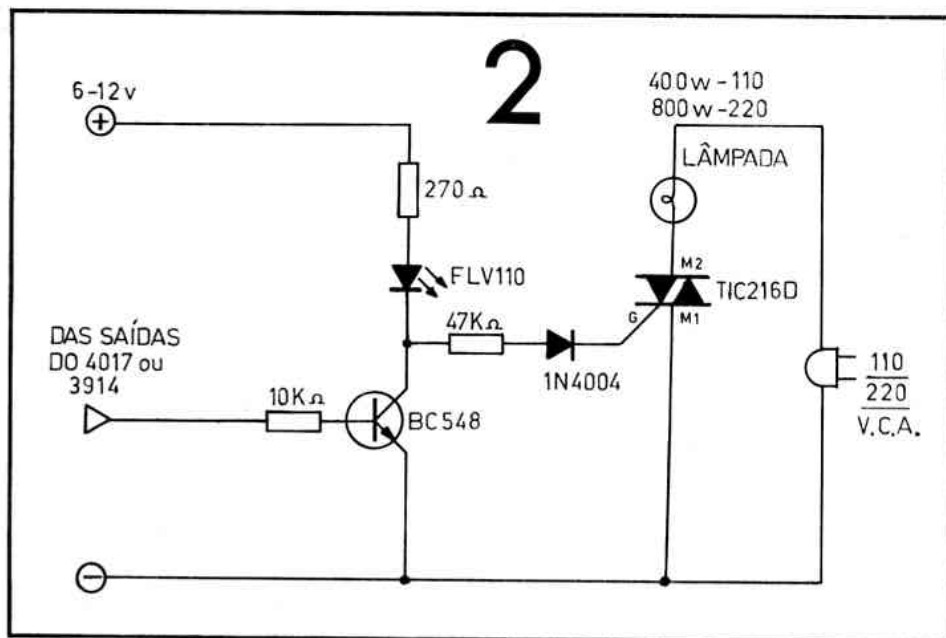 2
6-12v
+
400w-110
800w-220
LÂMPADA
270Ω
FLV110
M2
TIC216D
G
M1
47KΩ
1N4004
DAS SAÍDAS
DO 4017 ou
3914
10KΩ
BC548
110
220
V.C.A.
−